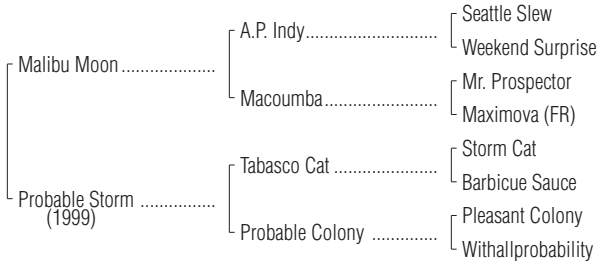 Seattle Slew
A.P. Indy
Weekend Surprise
Malibu Moon
Mr. Prospector
Macoumba
Maximova (FR)
Storm Cat
Tabasco Cat
Barbicue Sauce
Probable Storm
(1999)
Pleasant Colony
Probable Colony
Withallprobability